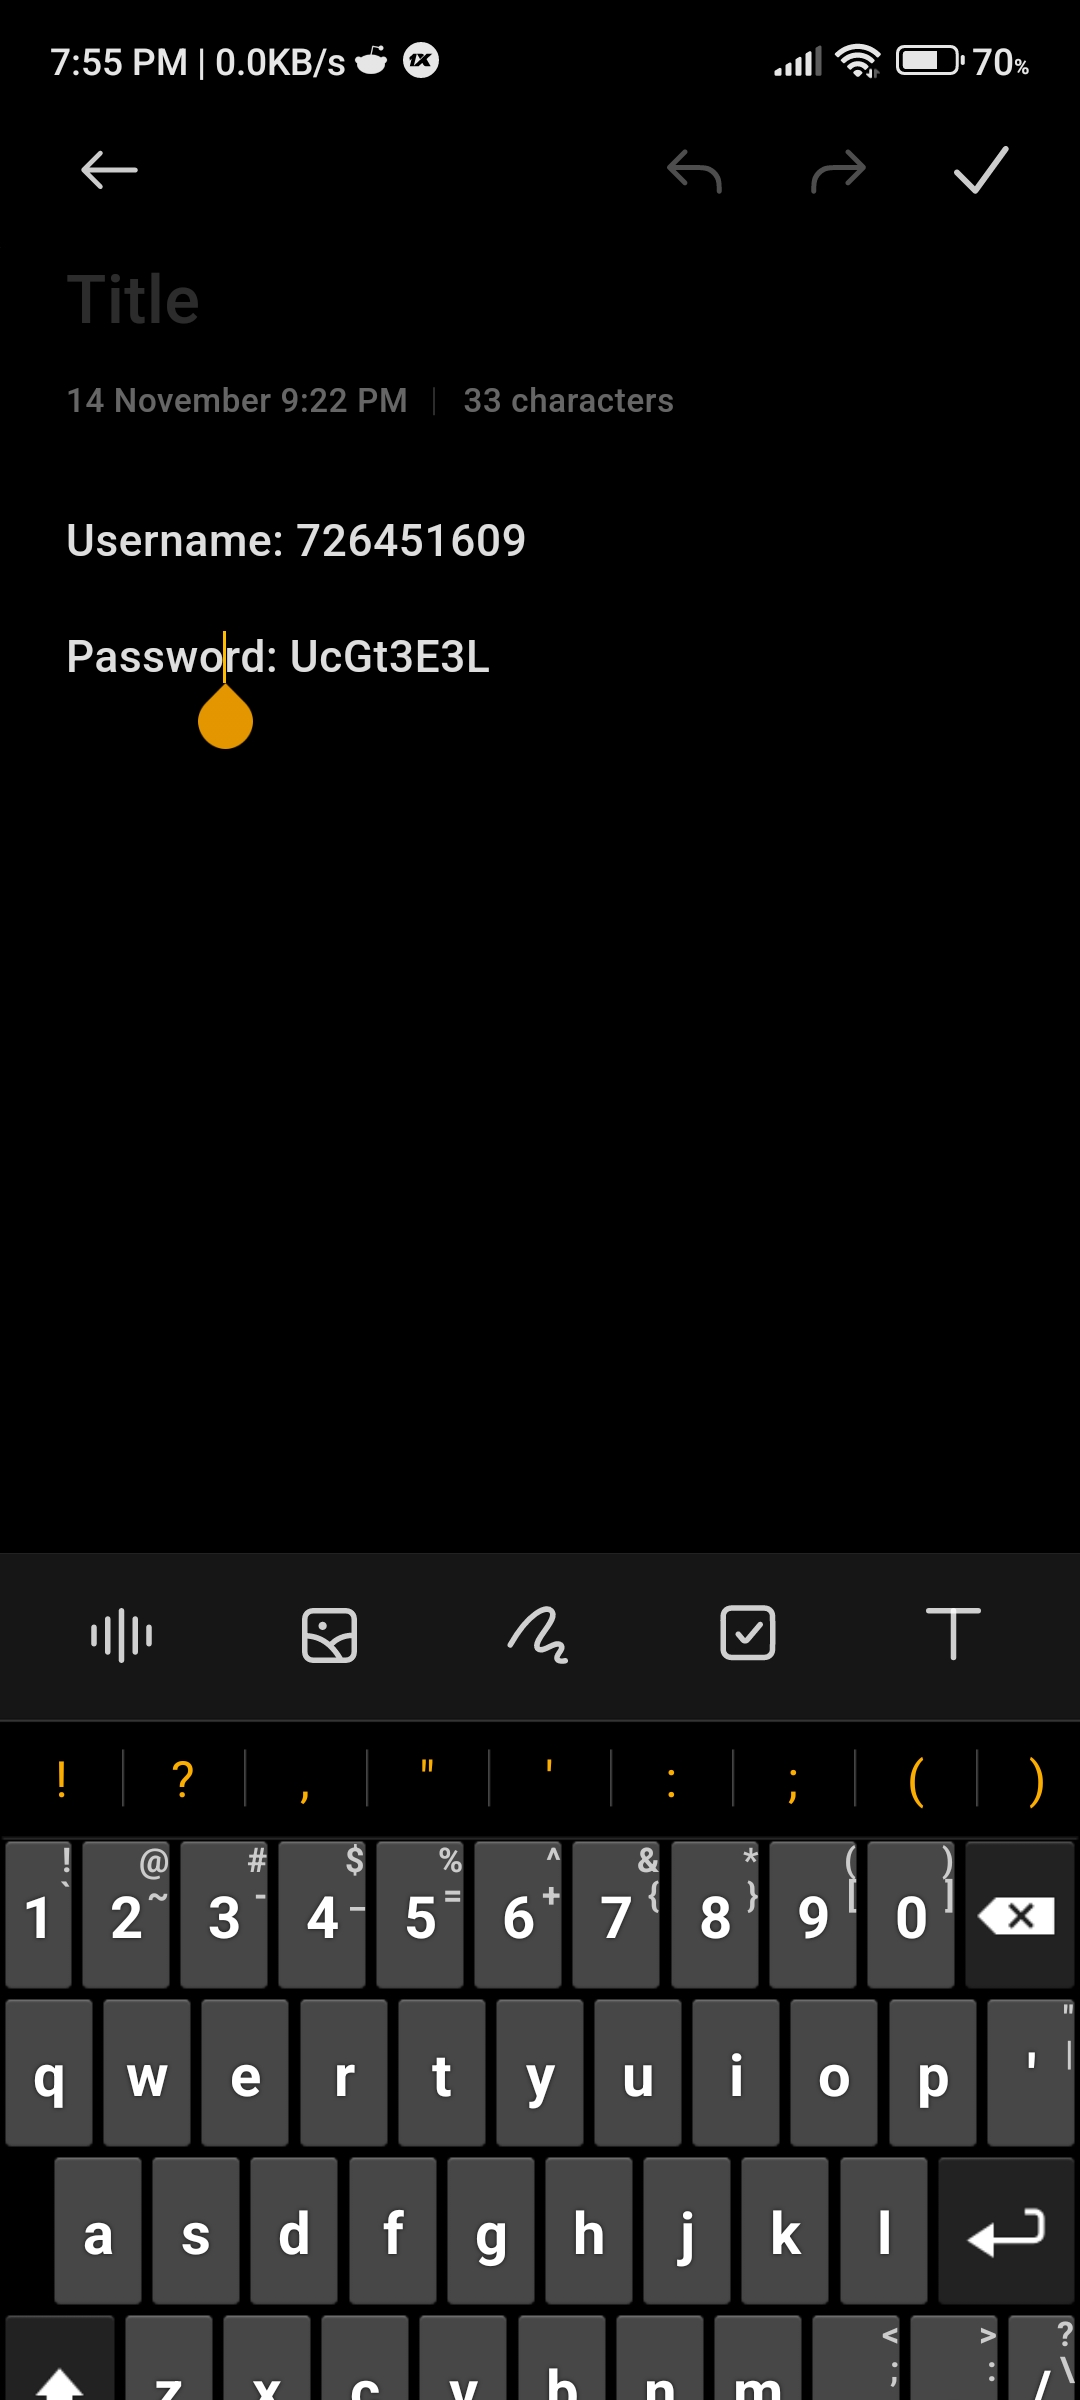 7:55 PM | 0.0KB/s 1X 70%
Title
14 November 9:22 PM | 33 characters
Username: 726451609
Password: UcGt3E3L
! ? , " ' : ; ( )
! @ # $ % ^ & * ( )
` ~ - _ = + { } [ ]
1 2 3 4 5 6 7 8 9 0
" |
q w e r t y u i o p '
a s d f g h j k l
< > ?
; : \
z x c v b n m /